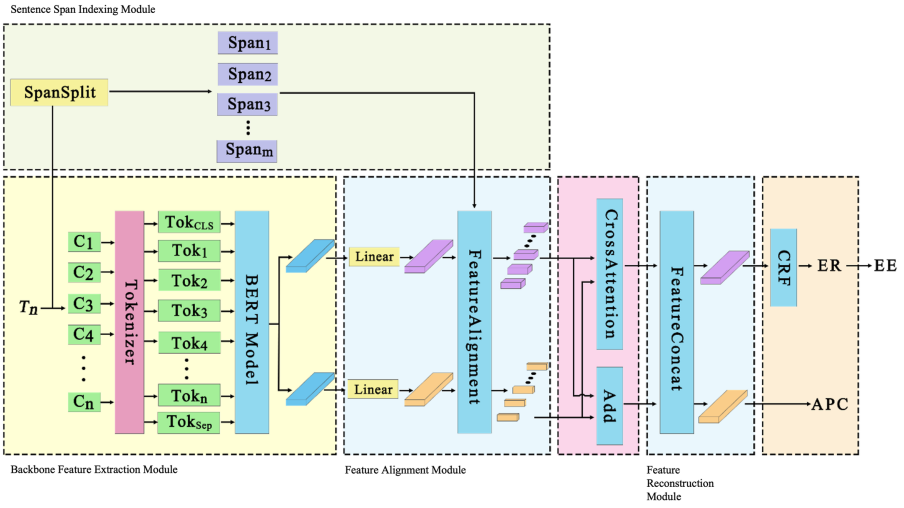 Sentence Span Indexing Module
SpanSplit
Span1
Span2
Span3
Spanm
Tn
C1
C2
C3
C4
Cn
Tokenizer
TokCLS
Tok1
Tok2
Tok3
Tok4
Tokn
TokSep
BERT Model
Linear
Linear
FeatureAlignment
CrossAttention
Add
FeatureConcat
CRF
ER
EE
APC
Backbone Feature Extraction Module
Feature Alignment Module
Feature
Reconstruction
Module